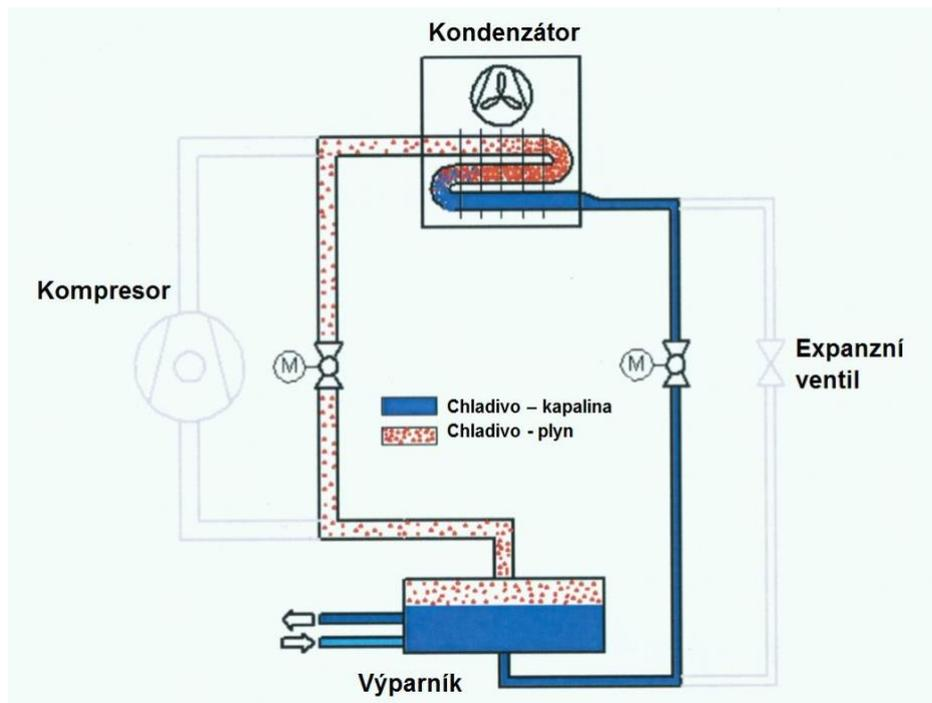 Kondenzátor
Kompresor
M
M
Expanzní
ventil
Chladivo – kapalina
Chladivo - plyn
Výparník